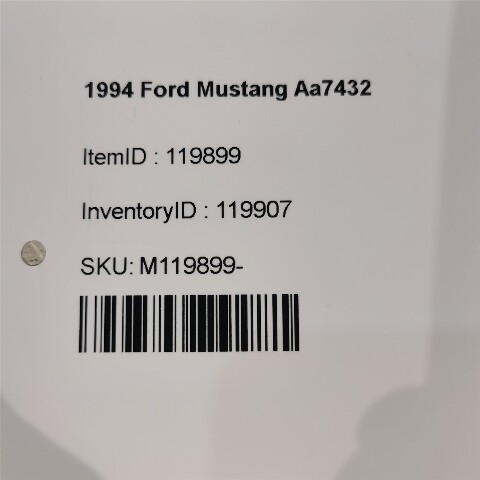 1994 Ford Mustang Aa7432
ItemID : 119899
InventoryID : 119907
SKU: M119899-